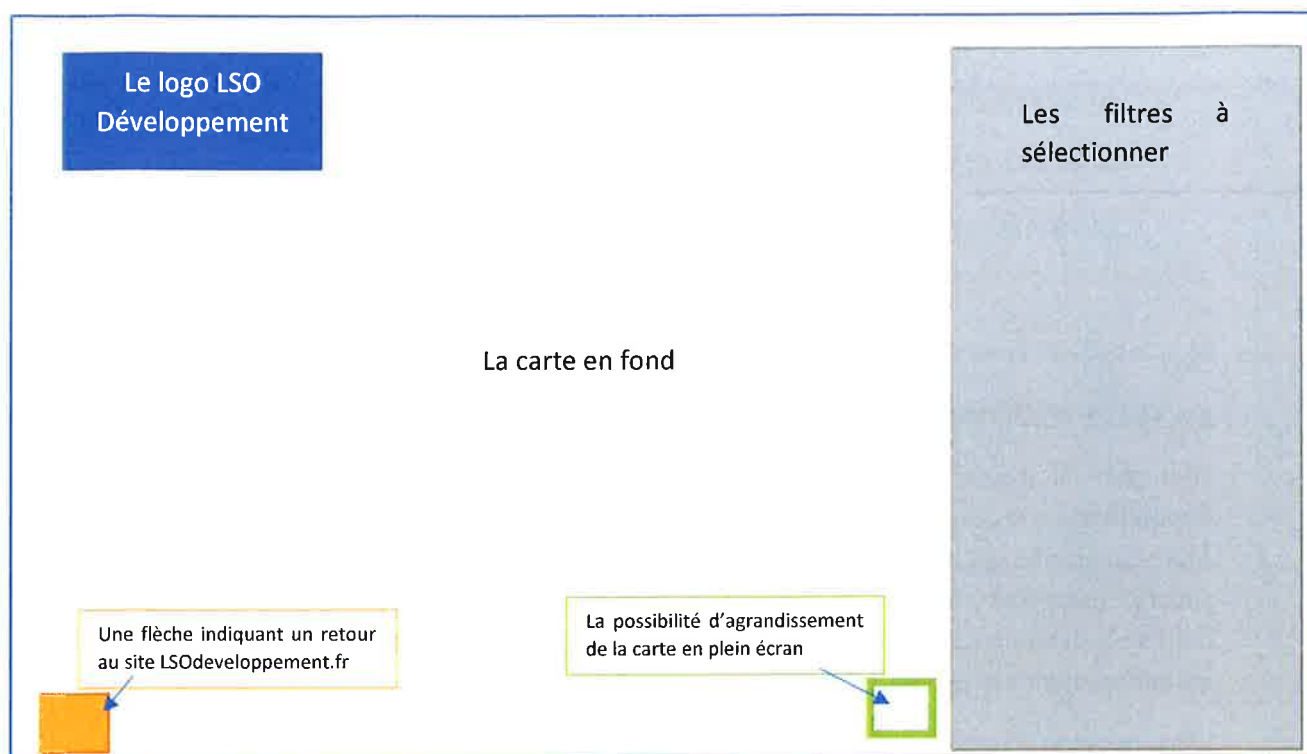 Le logo LSO
Développement
Les filtres à
sélectionner
La carte en fond
Une flèche indiquant un retour
au site LSOdeveloppement.fr
La possibilité d'agrandissement
de la carte en plein écran